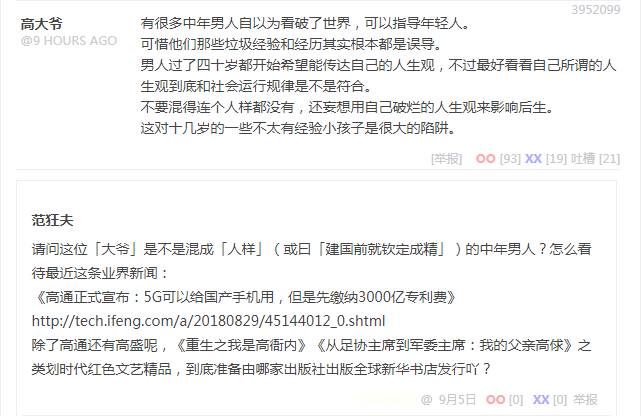 3952099
高大爷
@9 HOURS AGO
有很多中年男人自以为看破了世界，可以指导年轻人。
可惜他们那些垃圾经验和经历其实根本都是误导。
男人过了四十岁都开始希望能传达自己的人生观，不过最好看看自己所谓的人
生观到底和社会运行规律是不是符合。
不要混得连个人样都没有，还妄想用自己破烂的人生观来影响后生。
这对十几岁的一些不太有经验小孩子是很大的陷阱。
[举报] OO [93] XX [19] 吐槽 [21]
范狂夫
请问这位「大爷」是不是混成「人样」（或曰「建国前就钦定成精」）的中年男人？怎么看
待最近这条业界新闻：
《高通正式宣布：5G可以给国产手机用，但是先缴纳3000亿专利费》
http://tech.ifeng.com/a/20180829/45144012_0.shtml
除了高通还有高盛呢，《重生之我是高衙内》《从足协主席到军委主席：我的父亲高俅》之
类划时代红色文艺精品，到底准备由哪家出版社出版全球新华书店发行吖？
@ 9月5日 OO [0] XX [0] 举报